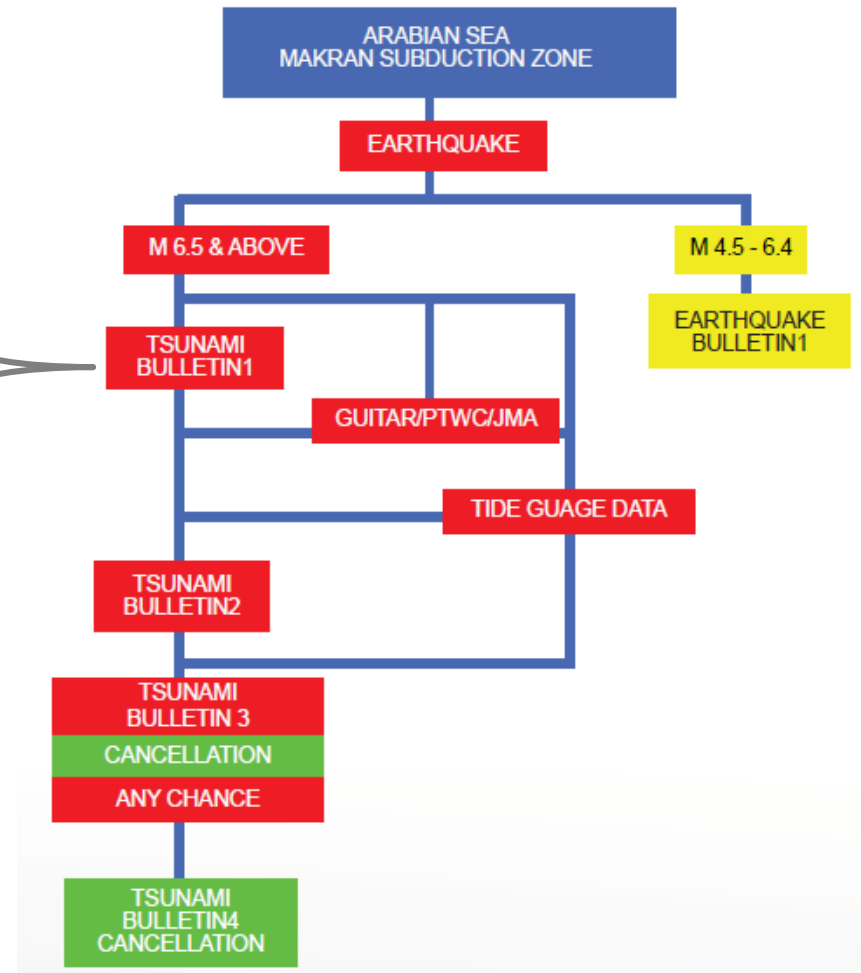 ARABIAN SEA
MAKRAN SUBDUCTION ZONE
EARTHQUAKE
M 6.5 & ABOVE
M 4.5 - 6.4
TSUNAMI
BULLETIN1
EARTHQUAKE
BULLETIN1
GUITAR/PTWC/JMA
TIDE GUAGE DATA
TSUNAMI
BULLETIN2
TSUNAMI
BULLETIN 3
CANCELLATION
ANY CHANCE
TSUNAMI
BULLETIN4
CANCELLATION